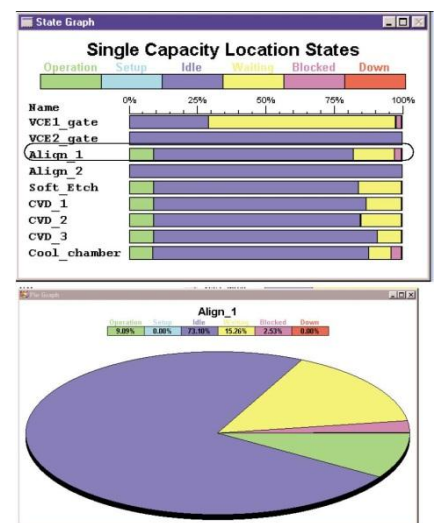 State Graph
Single Capacity Location States
Operation Setup Idle Waiting Blocked Down
Name 0% 25% 50% 75% 100%
VCE1_gate
VCE2_gate
Align_1
Align_2
Soft_Etch
CVD_1
CVD_2
CVD_3
Cool_chamber
Pie Graph
Align_1
Operation Setup Idle Waiting Blocked Down
9.09% 0.00% 73.10% 15.26% 2.53% 0.00%